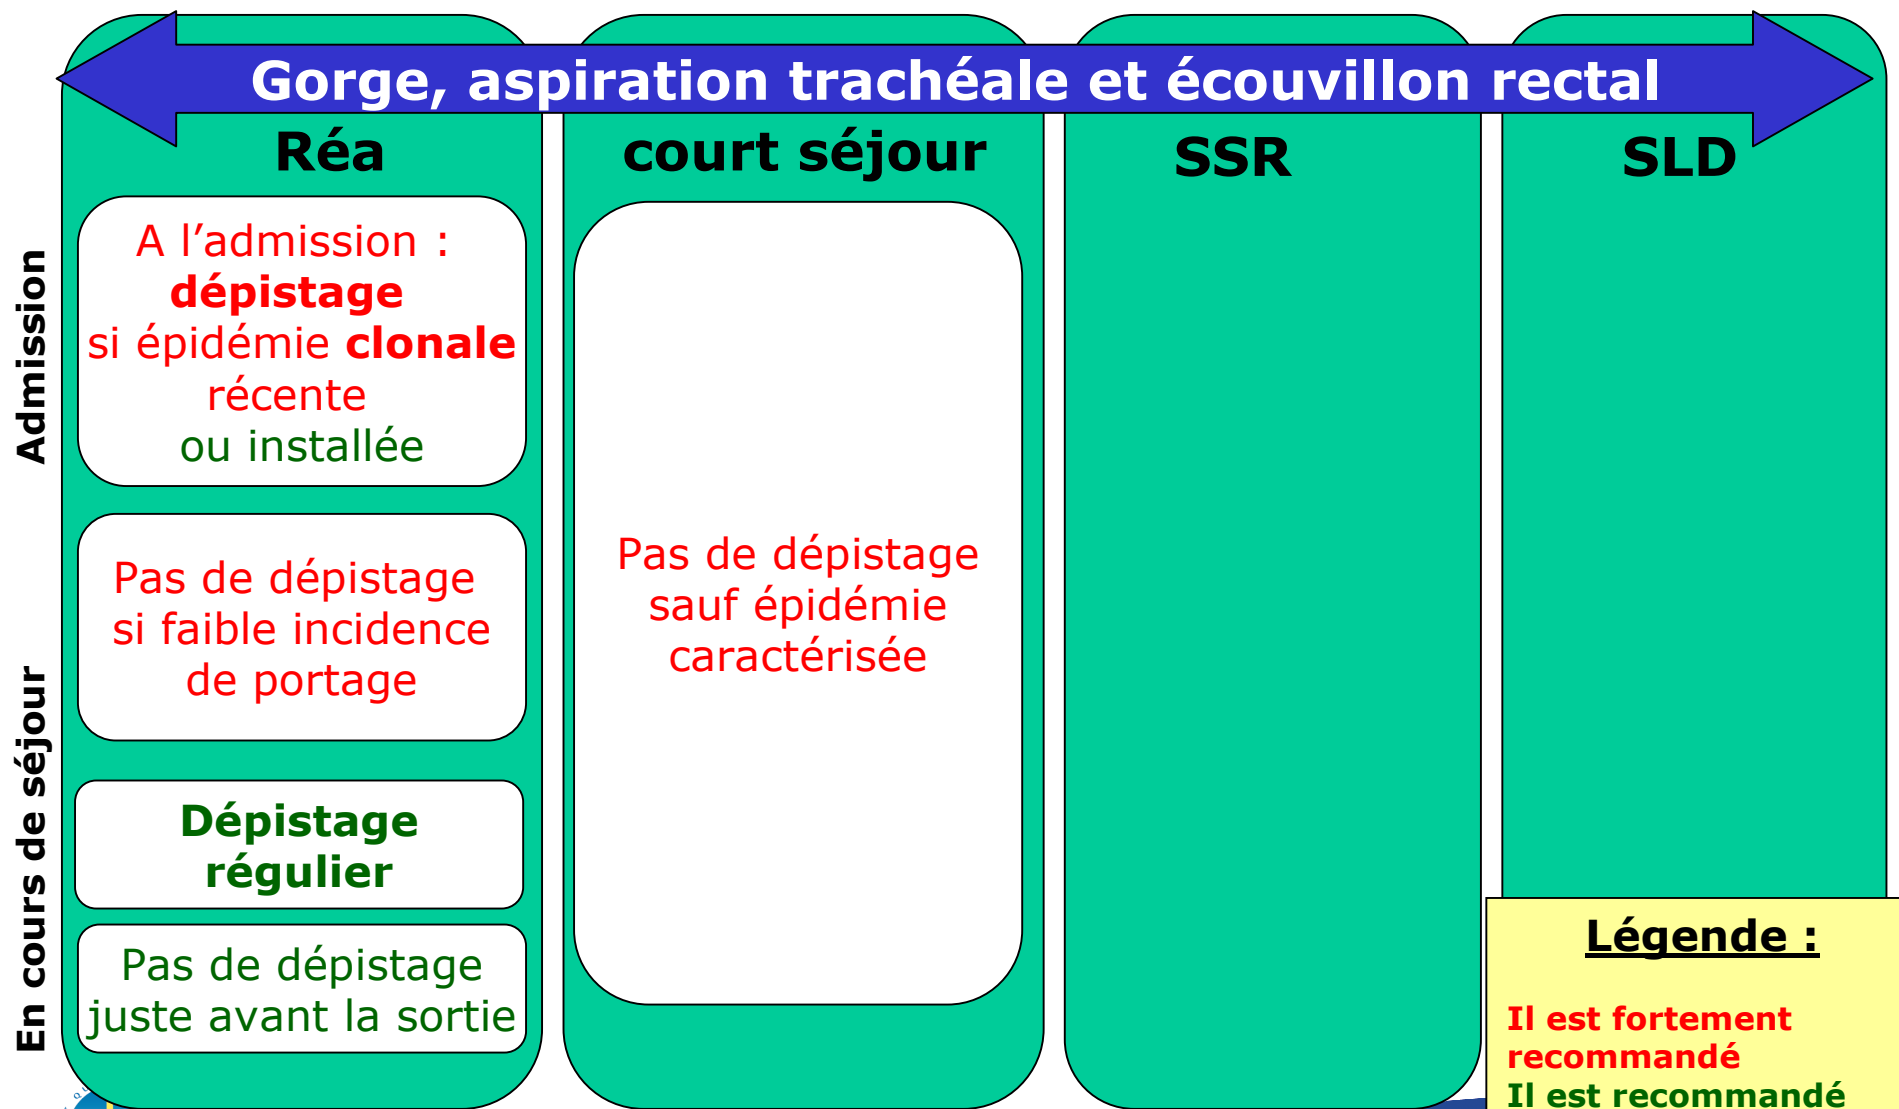 Gorge, aspiration trachéale et écouvillon rectal
Réa
court séjour
SSR
SLD
Admission
A l’admission :
dépistage
si épidémie clonale
récente
ou installée
Pas de dépistage
si faible incidence
de portage
En cours de séjour
Dépistage
régulier
Pas de dépistage
juste avant la sortie
Pas de dépistage
sauf épidémie
caractérisée
Légende :
Il est fortement
recommandé
Il est recommandé